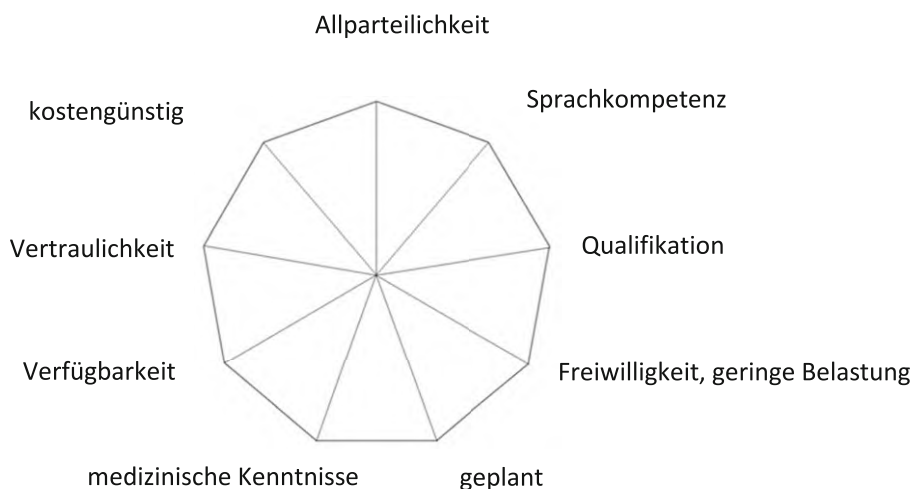 Allparteilichkeit
kostengünstig
Sprachkompetenz
Vertraulichkeit
Qualifikation
Verfügbarkeit
Freiwilligkeit, geringe Belastung
medizinische Kenntnisse
geplant